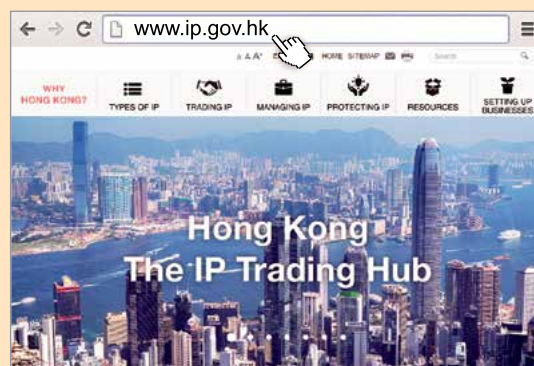 www.ip.gov.hk
A A A+
HOME SITEMAP
Search
WHY
HONG KONG?
TYPES OF IP
TRADING IP
MANAGING IP
PROTECTING IP
RESOURCES
SETTING UP
BUSINESSES
Hong Kong
The IP Trading Hub